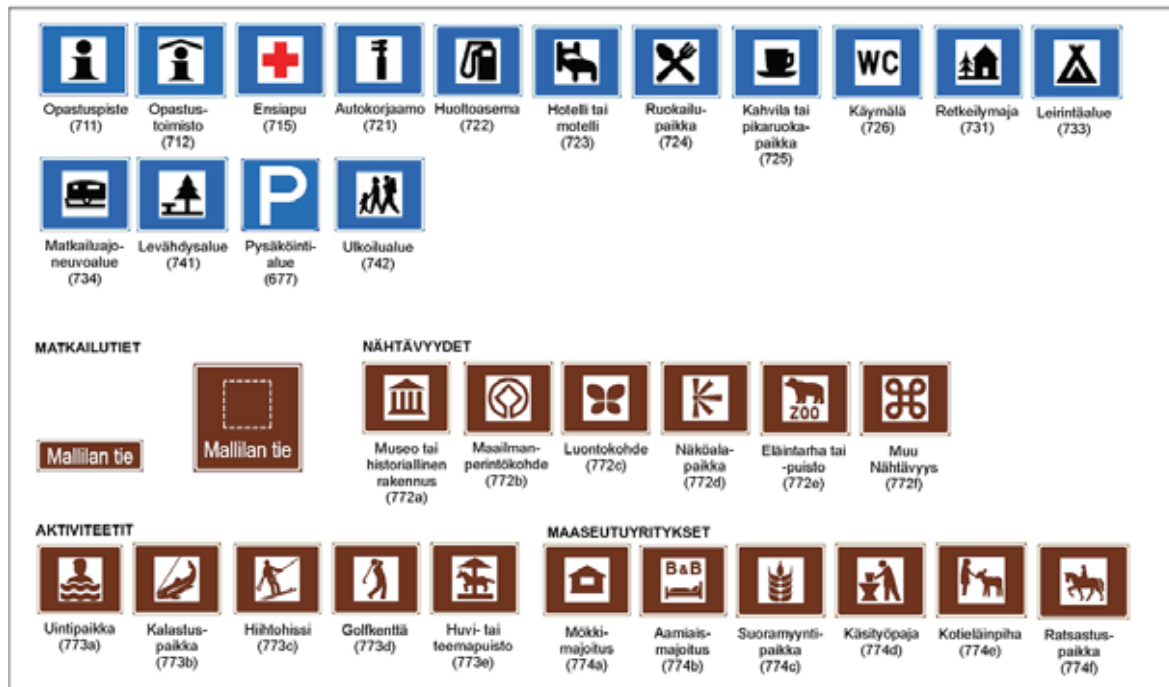 WC
Opastuspiste
(711)
Opastus-
toimisto
(712)
Ensiapu
(715)
Autokorjaamo
(721)
Huoltoasema
(722)
Hotelli tai
motelli
(723)
Ruokailu-
paikka
(724)
Kahvila tai
pikaruoka-
paikka
(725)
Käymälä
(726)
Retkeilymaja
(731)
Leirintäalue
(733)
P
Matkailuajo-
neuvoalue
(734)
Levähdysalue
(741)
Pysäköinti-
alue
(677)
Ulkoilualue
(742)
MATKAILUTIET
Mallilan tie
Mallilan tie
NÄHTÄVYYDET
ZOO
Museo tai
historiallinen
rakennus
(772a)
Maailman-
perintökohde
(772b)
Luontokohde
(772c)
Näköala-
paikka
(772d)
Eläintarha tai
-puisto
(772e)
Muu
Nähtävyys
(772f)
AKTIVITEETIT
Uintipaikka
(773a)
Kalastus-
paikka
(773b)
Hiihtohissi
(773c)
Golfkenttä
(773d)
Huvi- tai
teemapuisto
(773e)
MAASEUTUYRITYKSET
B&B
Mökki-
majoitus
(774a)
Aamiais-
majoitus
(774b)
Suoramyynti-
paikka
(774c)
Käsityöpaja
(774d)
Kotieläinpiha
(774e)
Ratsastus-
paikka
(774f)